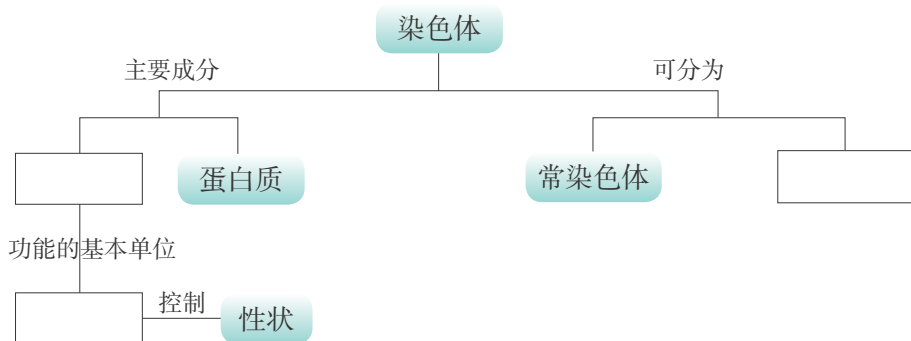 染色体
主要成分
可分为
蛋白质
常染色体
功能的基本单位
控制
性状